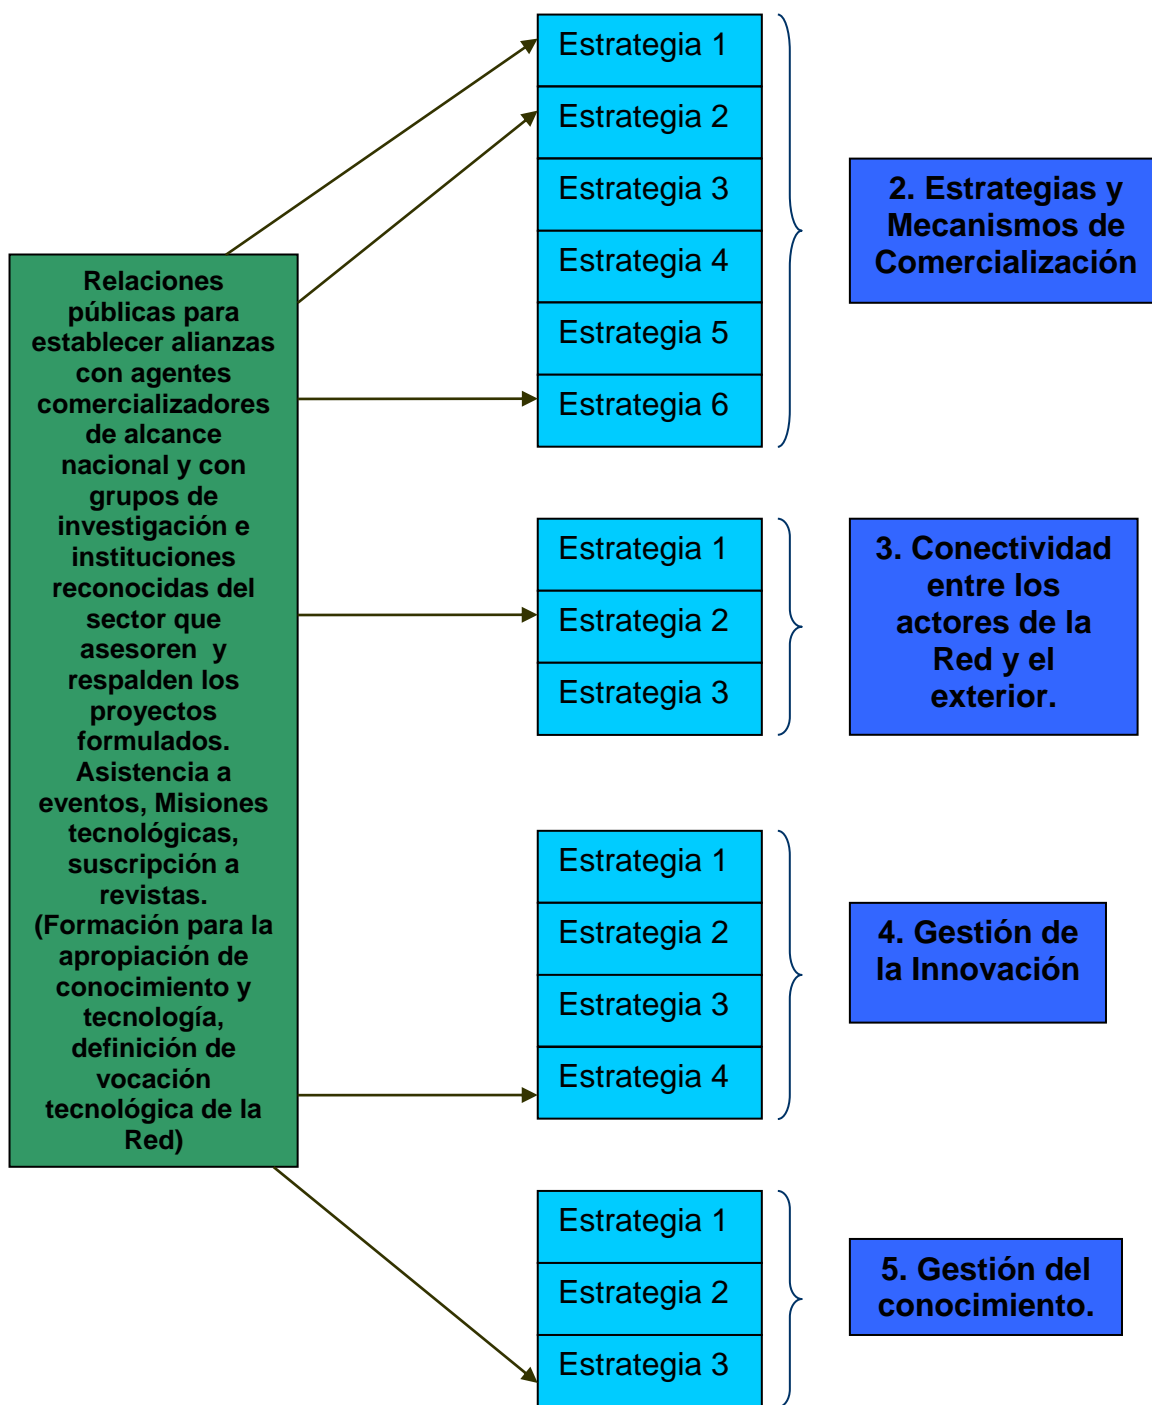 Relaciones
públicas para
establecer alianzas
con agentes
comercializadores
de alcance
nacional y con
grupos de
investigación e
instituciones
reconocidas del
sector que
asesoren y
respalden los
proyectos
formulados.
Asistencia a
eventos, Misiones
tecnológicas,
suscripción a
revistas.
(Formación para la
apropiación de
conocimiento y
tecnología,
definición de
vocación
tecnológica de la
Red)
Estrategia 1
Estrategia 2
Estrategia 3
Estrategia 4
Estrategia 5
Estrategia 6
2. Estrategias y
Mecanismos de
Comercialización
Estrategia 1
Estrategia 2
Estrategia 3
3. Conectividad
entre los
actores de la
Red y el
exterior.
Estrategia 1
Estrategia 2
Estrategia 3
Estrategia 4
4. Gestión de
la Innovación
Estrategia 1
Estrategia 2
Estrategia 3
5. Gestión del
conocimiento.